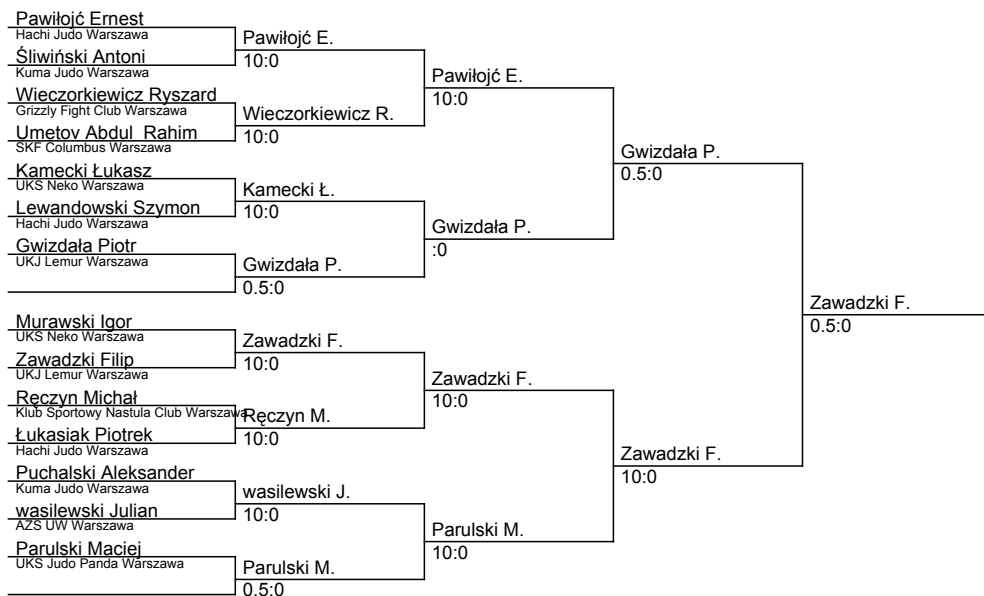 Pawiłojć Ernest
Hachi Judo Warszawa
Śliwiński Antoni
Kuma Judo Warszawa
Wieczorkiewicz Ryszard
Grizzly Fight Club Warszawa
Umetov Abdul Rahim
SKF Columbus Warszawa
Kamecki Łukasz
UKS Neko Warszawa
Lewandowski Szymon
Hachi Judo Warszawa
Gwizdała Piotr
UKJ Lemur Warszawa
Murawski Igor
UKS Neko Warszawa
Zawadzki Filip
UKJ Lemur Warszawa
Ręczyn Michał
Klub Sportowy Nastula Club Warszawa
Łukasiak Piotrek
Hachi Judo Warszawa
Puchalski Aleksander
Kuma Judo Warszawa
wasilewski Julian
AZS UW Warszawa
Parulski Maciej
UKS Judo Panda Warszawa
Pawiłojć E.
10:0
Wieczorkiewicz R.
10:0
Kamecki Ł.
10:0
Gwizdała P.
0.5:0
Zawadzki F.
10:0
Ręczyn M.
10:0
wasilewski J.
10:0
Parulski M.
0.5:0
Pawiłojć E.
10:0
Gwizdała P.
:0
Zawadzki F.
10:0
Parulski M.
10:0
Gwizdała P.
0.5:0
Zawadzki F.
10:0
Zawadzki F.
0.5:0